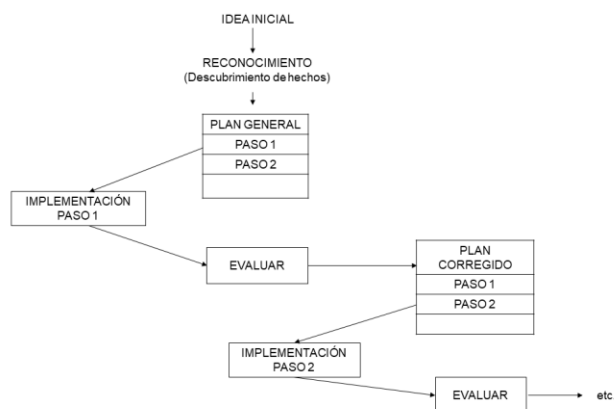 IDEA INICIAL
RECONOCIMIENTO
(Descubrimiento de hechos)
PLAN GENERAL
PASO 1
PASO 2
IMPLEMENTACIÓN
PASO 1
EVALUAR
PLAN
CORREGIDO
PASO 1
PASO 2
IMPLEMENTACIÓN
PASO 2
EVALUAR
etc